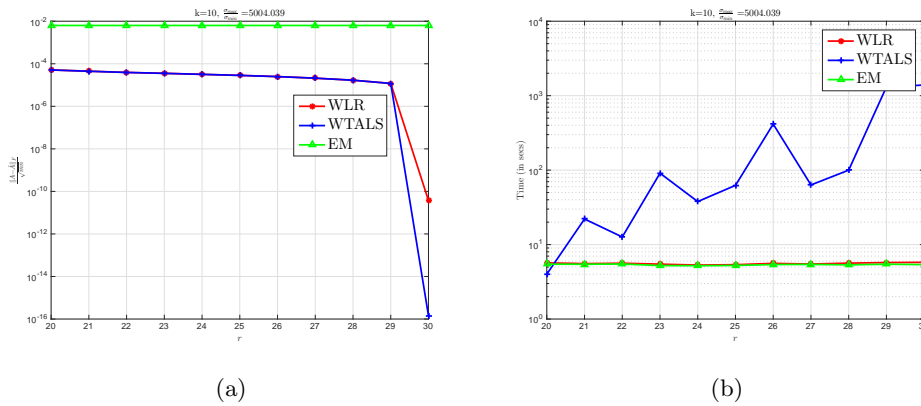 k=10, σmax/σmin =5004.039
10^-2
10^-4
10^-6
10^-8
10^-10
10^-12
10^-14
10^-16
20 21 22 23 24 25 26 27 28 29 30
r
WLR
WTALS
EM
(a)
k=10, σmax/σmin =5004.039
Time (in secs)
10^4
10^3
10^2
10^1
10^0
20 21 22 23 24 25 26 27 28 29
r
WLR
WTALS
EM
(b)